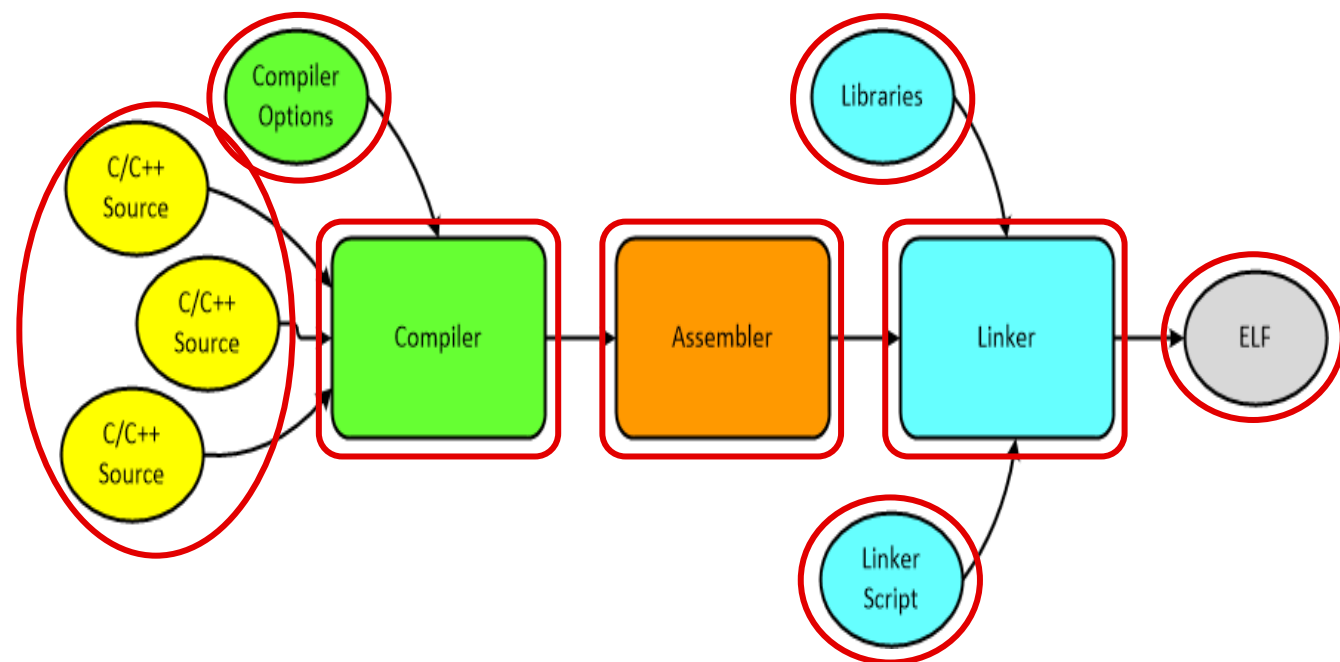 Compiler
Options
Libraries
C/C++
Source
C/C++
Source
C/C++
Source
Compiler
Assembler
Linker
ELF
Linker
Script